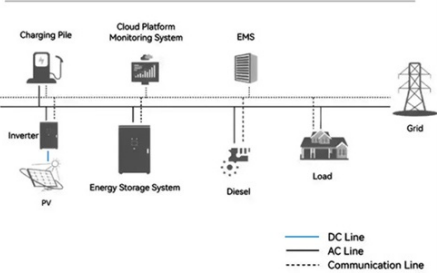 Charging Pile
Cloud Platform
Monitoring System
EMS
Grid
Inverter
PV
Energy Storage System
Diesel
Load
DC Line
AC Line
Communication Line